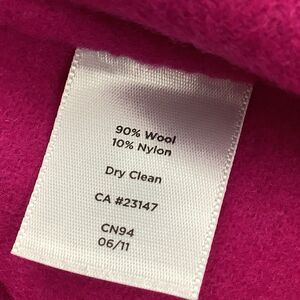 90% Wool
10% Nylon
Dry Clean
CA #23147
CN94
06/11